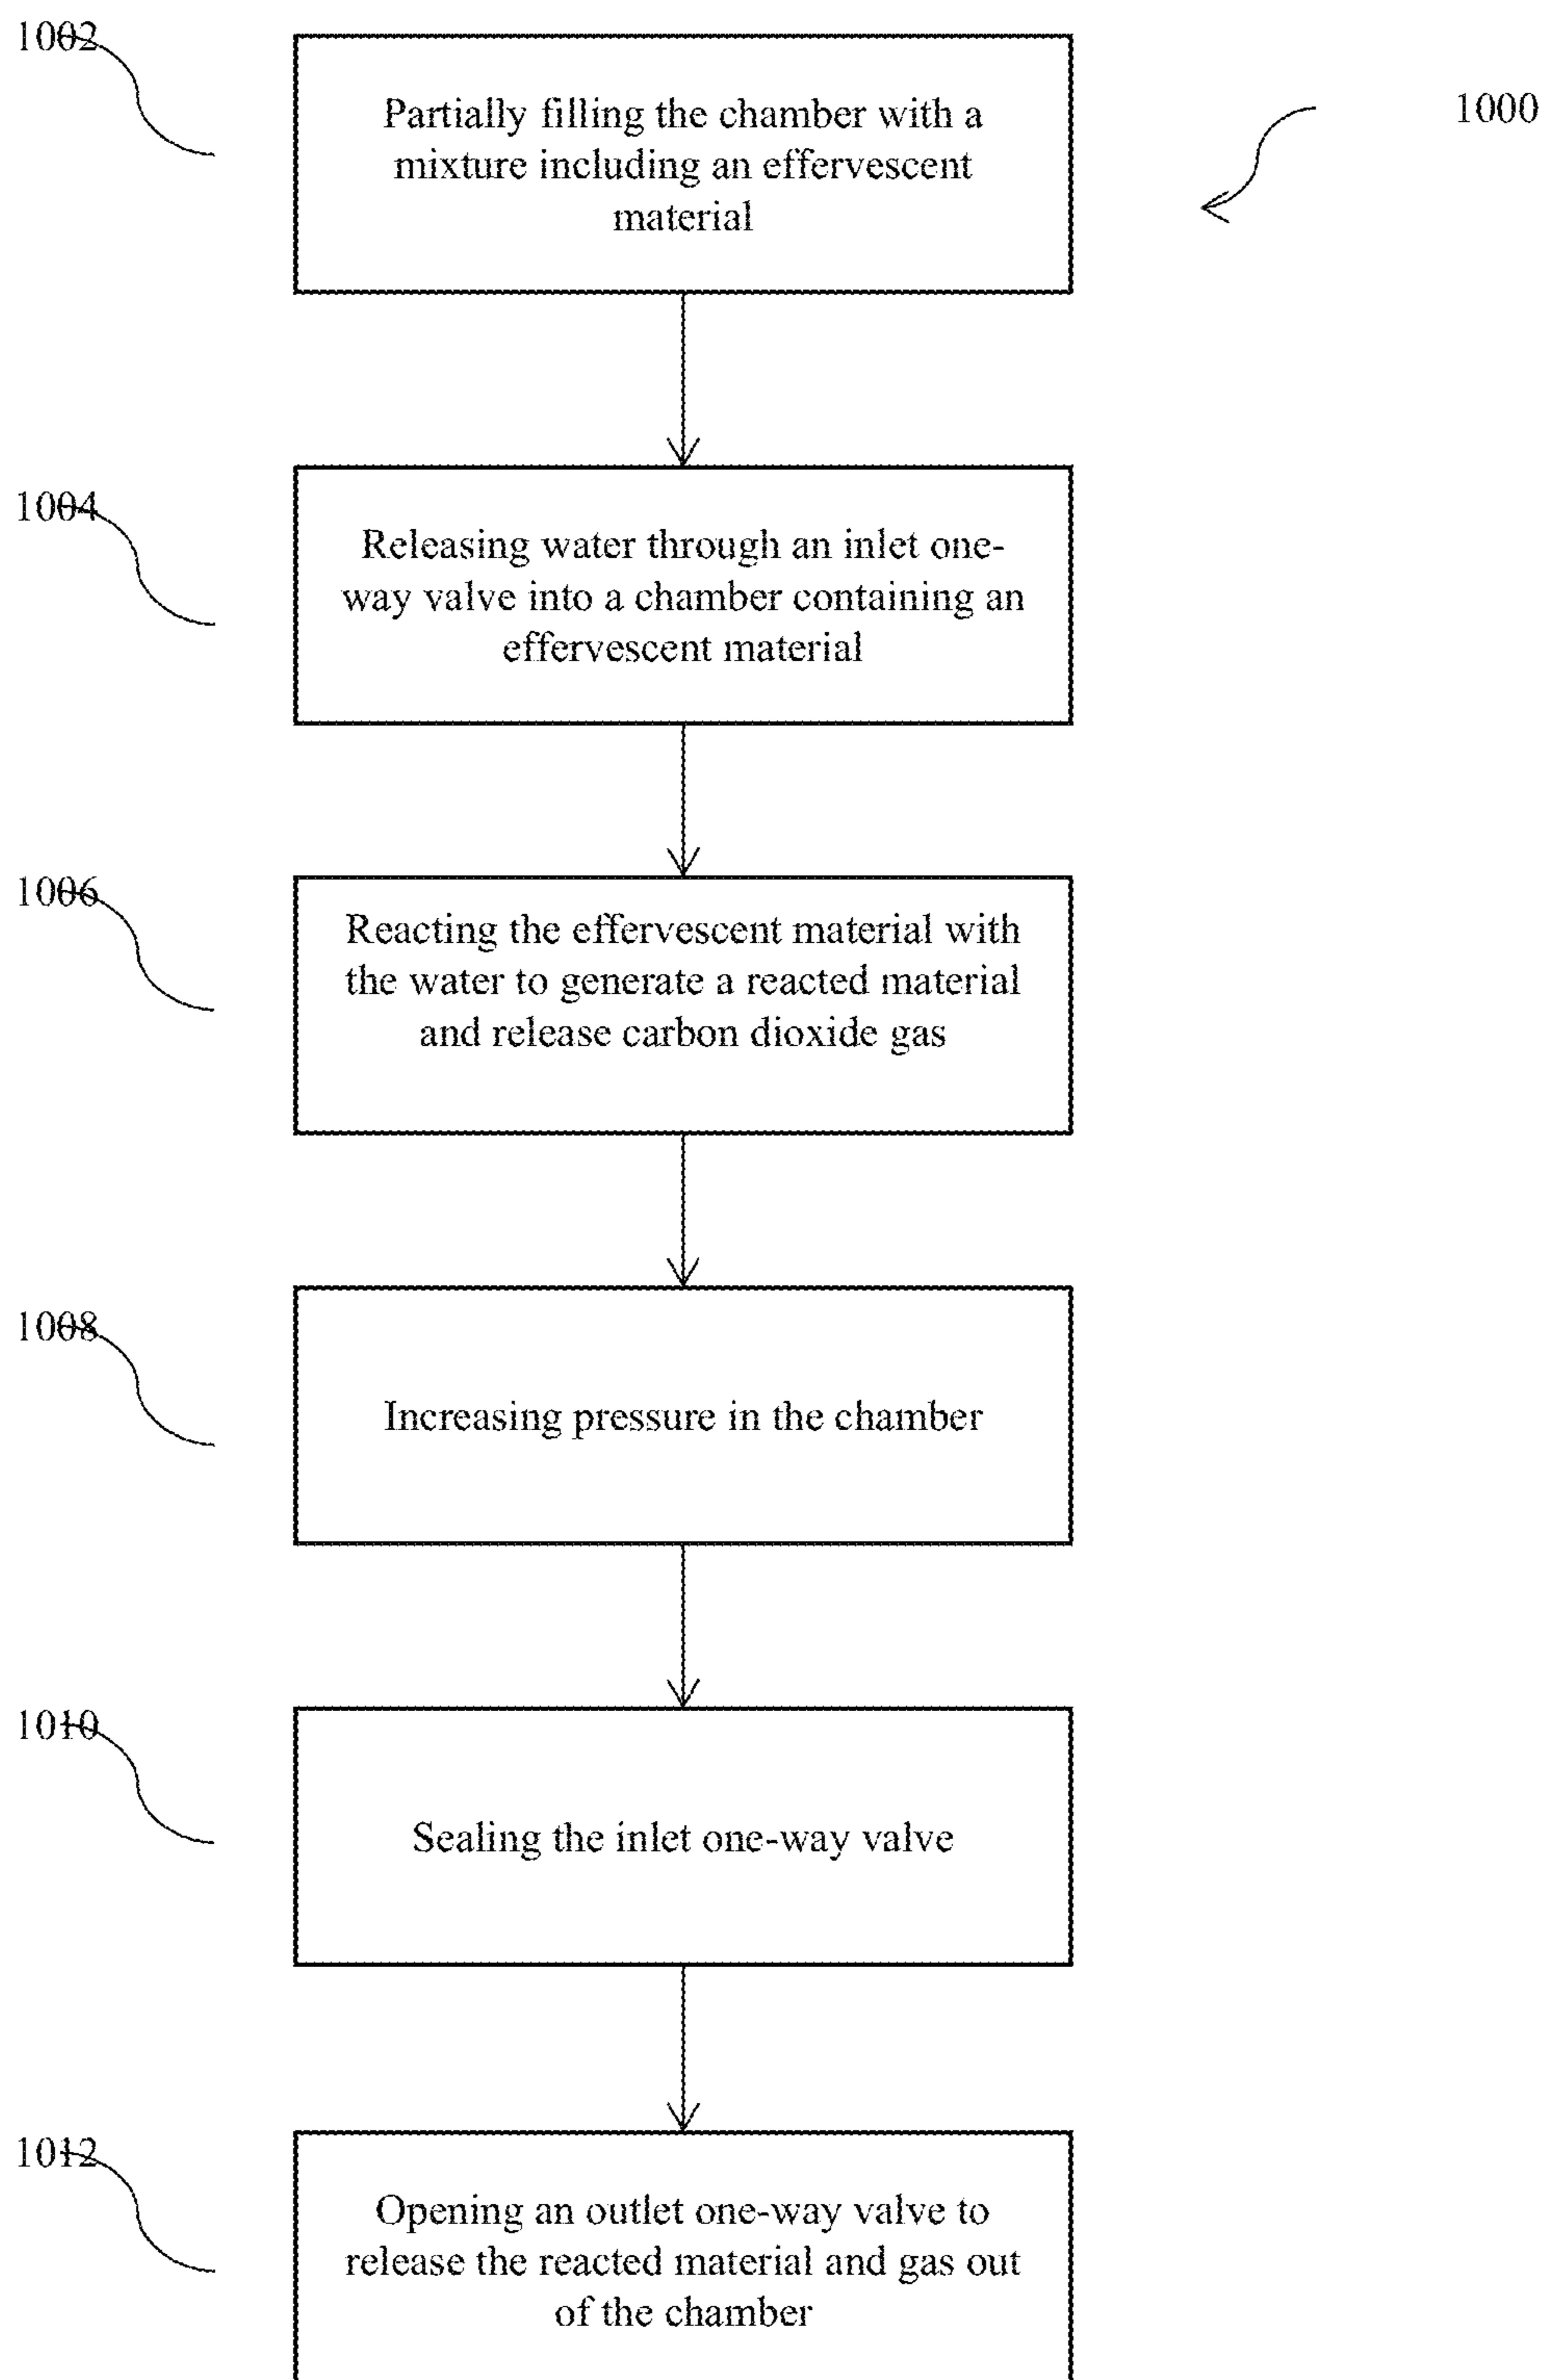 1002
Partially filling the chamber with a
mixture including an effervescent
material
1000
1004
Releasing water through an inlet one-
way valve into a chamber containing an
effervescent material
1006
Reacting the effervescent material with
the water to generate a reacted material
and release carbon dioxide gas
1008
Increasing pressure in the chamber
1010
Sealing the inlet one-way valve
1012
Opening an outlet one-way valve to
release the reacted material and gas out
of the chamber